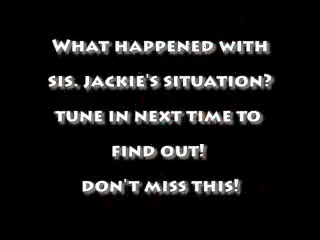 What happened with
sis. jackie's situation?
tune in next time to
find out!
don't miss this!